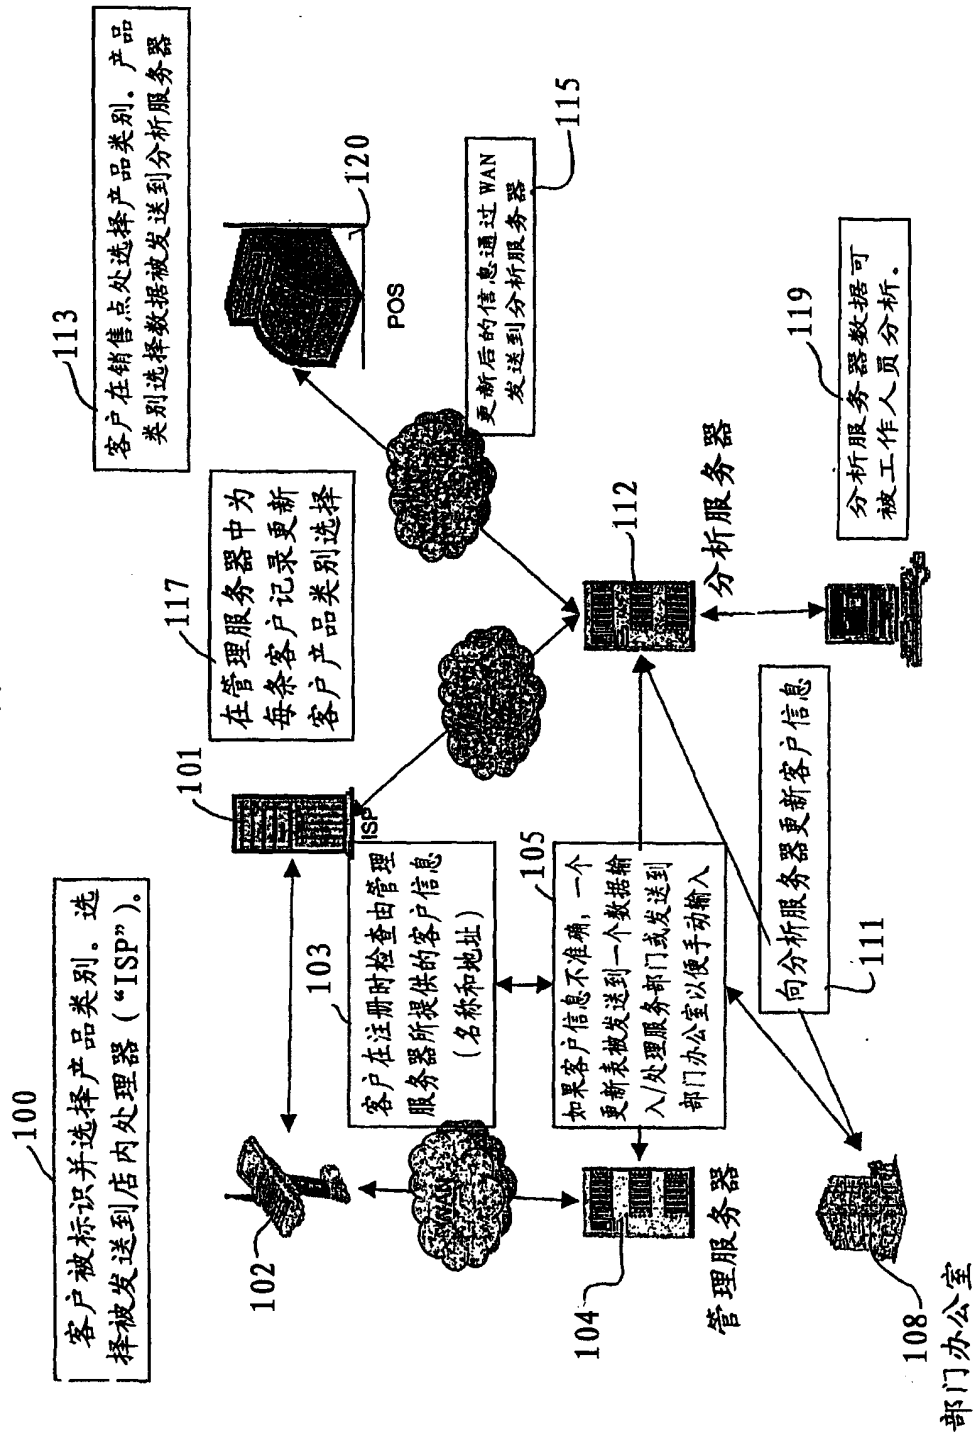 100
客户被标识并选择产品类别。选
择被发送到店内处理器（“ISP”）。
113
客户在销售点处选择产品类别。产品
类别选择数据被发送到分析服务器
102
101
ISP
117
在管理服务器中为
每条客户记录更新
客户产品类别选择
120
POS
103
客户在注册时检查由管理
服务器所提供的客户信息
（名称和地址）
WAN
115
更新后的信息通过 WAN
发送到分析服务器
104
管理服务器
105
如果客户信息不准确，一个
更新表被发送到一个数据输
入/处理服务部门或发送到
部门办公室以便手动输入
112
分析服务器
108
部门办公室
向分析服务器更新客户信息
111
119
分析服务器数据可
被工作人员分析。